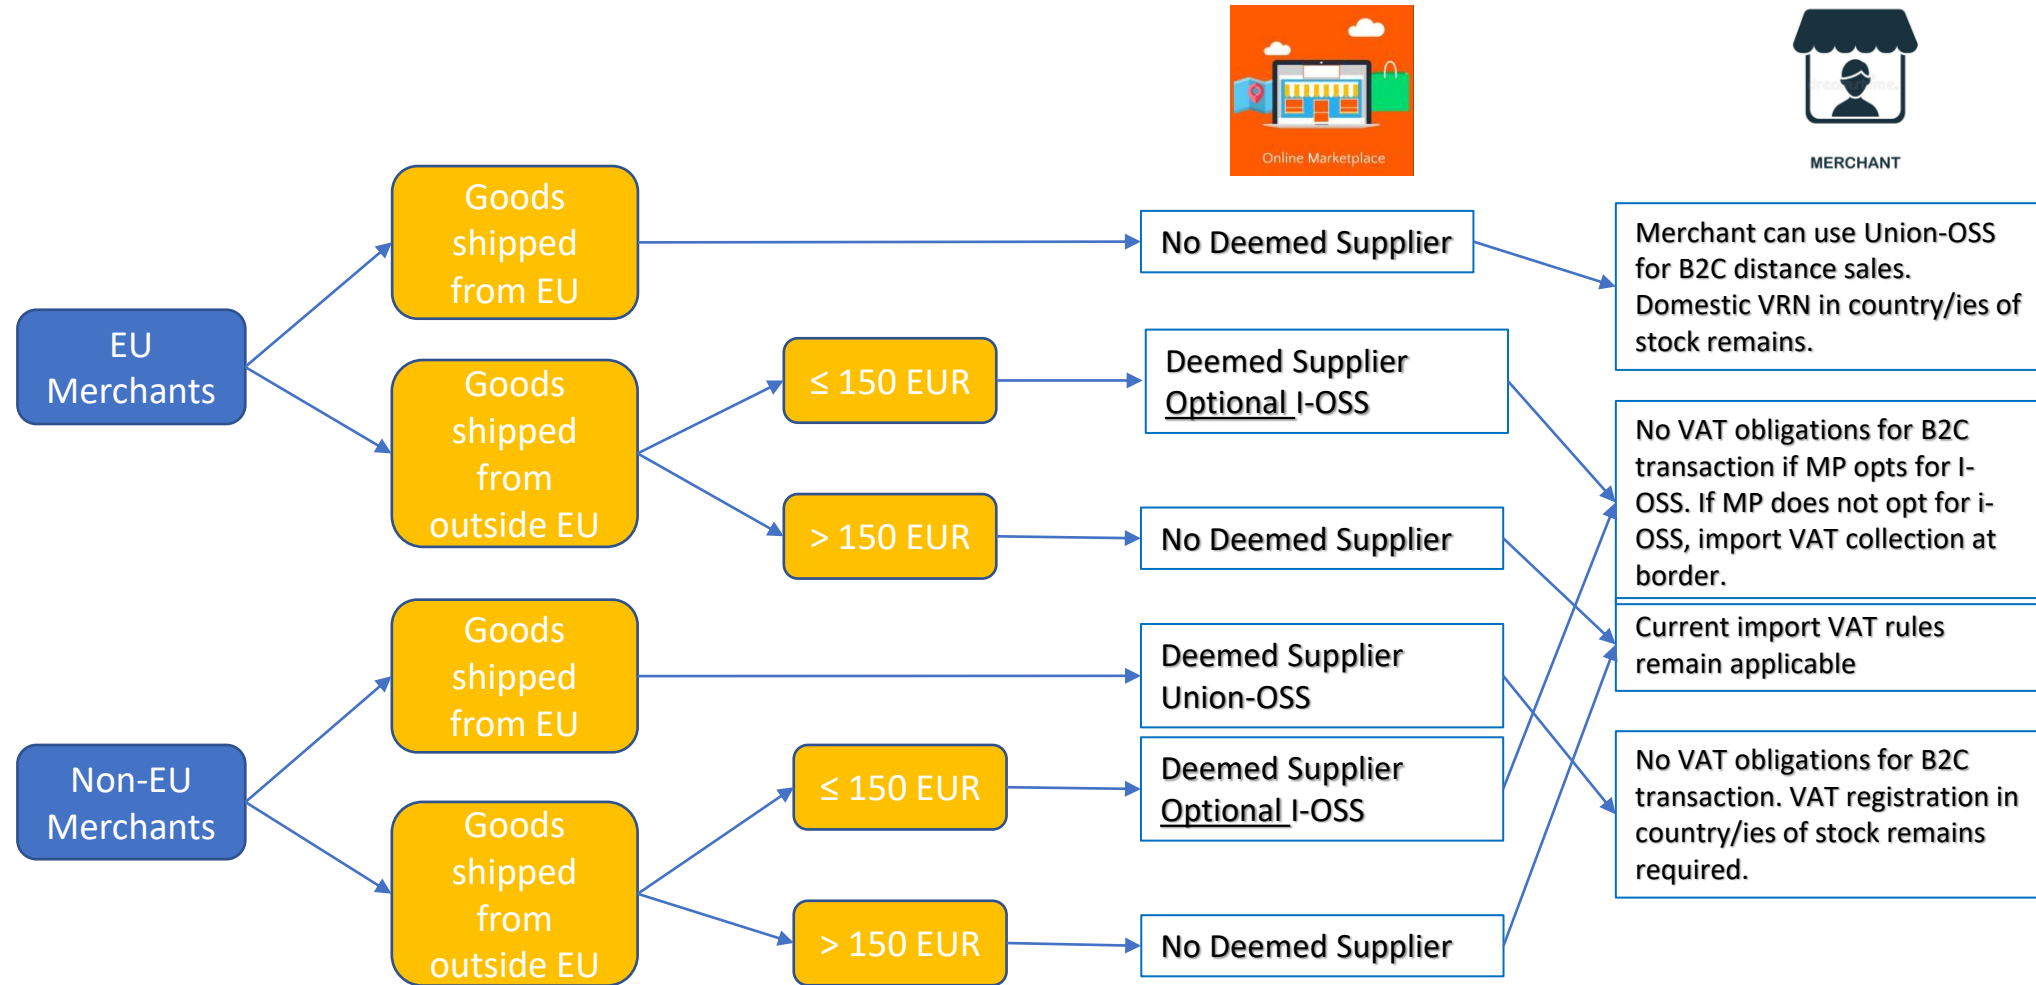 Online Marketplace
MERCHANT
EU
Merchants
Goods
shipped
from EU
No Deemed Supplier
Merchant can use Union-OSS
for B2C distance sales.
Domestic VRN in country/ies of
stock remains.
Goods
shipped
from
outside EU
≤ 150 EUR
Deemed Supplier
Optional I-OSS
No VAT obligations for B2C
transaction if MP opts for I-
OSS. If MP does not opt for i-
OSS, import VAT collection at
border.
> 150 EUR
No Deemed Supplier
Current import VAT rules
remain applicable
Non-EU
Merchants
Goods
shipped
from EU
Deemed Supplier
Union-OSS
No VAT obligations for B2C
transaction. VAT registration in
country/ies of stock remains
required.
Goods
shipped
from
outside EU
≤ 150 EUR
Deemed Supplier
Optional I-OSS
> 150 EUR
No Deemed Supplier